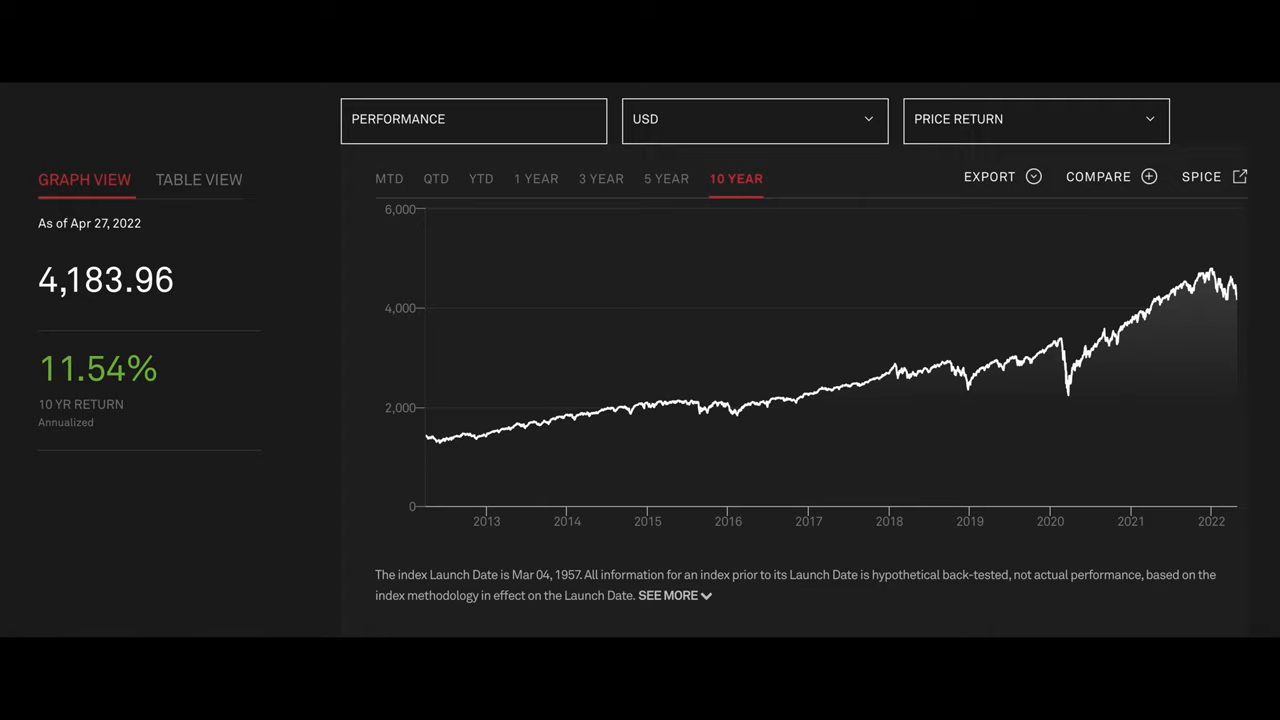 PERFORMANCE
USD
PRICE RETURN
GRAPH VIEW TABLE VIEW
MTD QTD YTD 1 YEAR 3 YEAR 5 YEAR 10 YEAR
EXPORT COMPARE SPICE
As of Apr 27, 2022
4,183.96
11.54%
10 YR RETURN
Annualized
6,000
4,000
2,000
0
2013 2014 2015 2016 2017 2018 2019 2020 2021 2022
The index Launch Date is Mar 04, 1957. All information for an index prior to its Launch Date is hypothetical back-tested, not actual performance, based on the
index methodology in effect on the Launch Date. SEE MORE